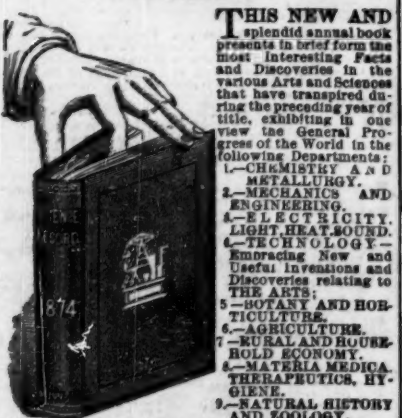 THIS NEW AND
splendid annual book
presents in brief form the
most Interesting Facts
and Discoveries in the
various Arts and Sciences
that have transpired du-
ring the preceding year of
title, exhibiting in one
view the General Pro-
gress of the World in the
following Departments:
1.—CHEMISTRY AND
METALLURGY.
2.—MECHANICS AND
ENGINEERING.
3.—ELECTRICITY,
LIGHT, HEAT, SOUND.
4.—TECHNOLOGY—
Embracing New and
Useful Inventions and
Discoveries relating to
THE ARTS;
5—BOTANY AND HOR-
TICULTURE.
6.—AGRICULTURE.
7—RURAL AND HOUSE-
HOLD ECONOMY.
8.—MATERIA MEDICA,
THERAPEUTICS, HY-
GIENE.
9.—NATURAL HISTORY
AND ZOOLOGY.
RECORD
874